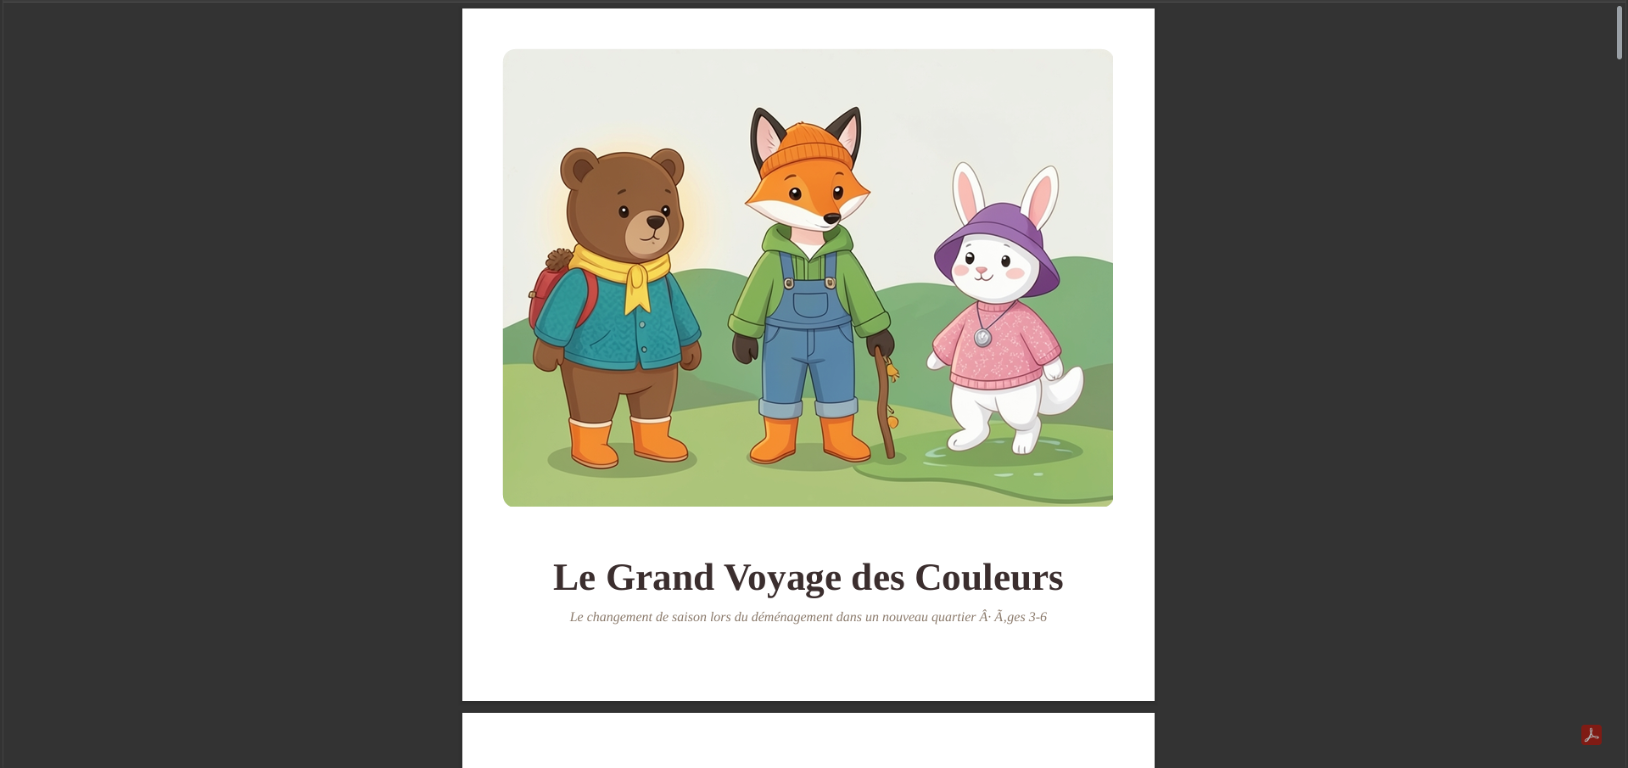 Le Grand Voyage des Couleurs
Le changement de saison lors du déménagement dans un nouveau quartier Â· Ã‚ges 3-6